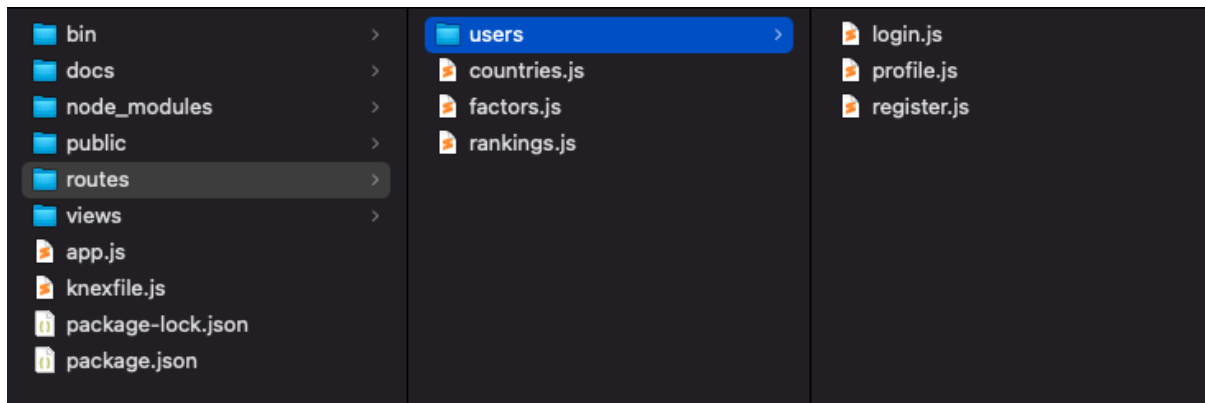 bin
docs
node_modules
public
routes
views
app.js
knexfile.js
package-lock.json
package.json
users
countries.js
factors.js
rankings.js
login.js
profile.js
register.js